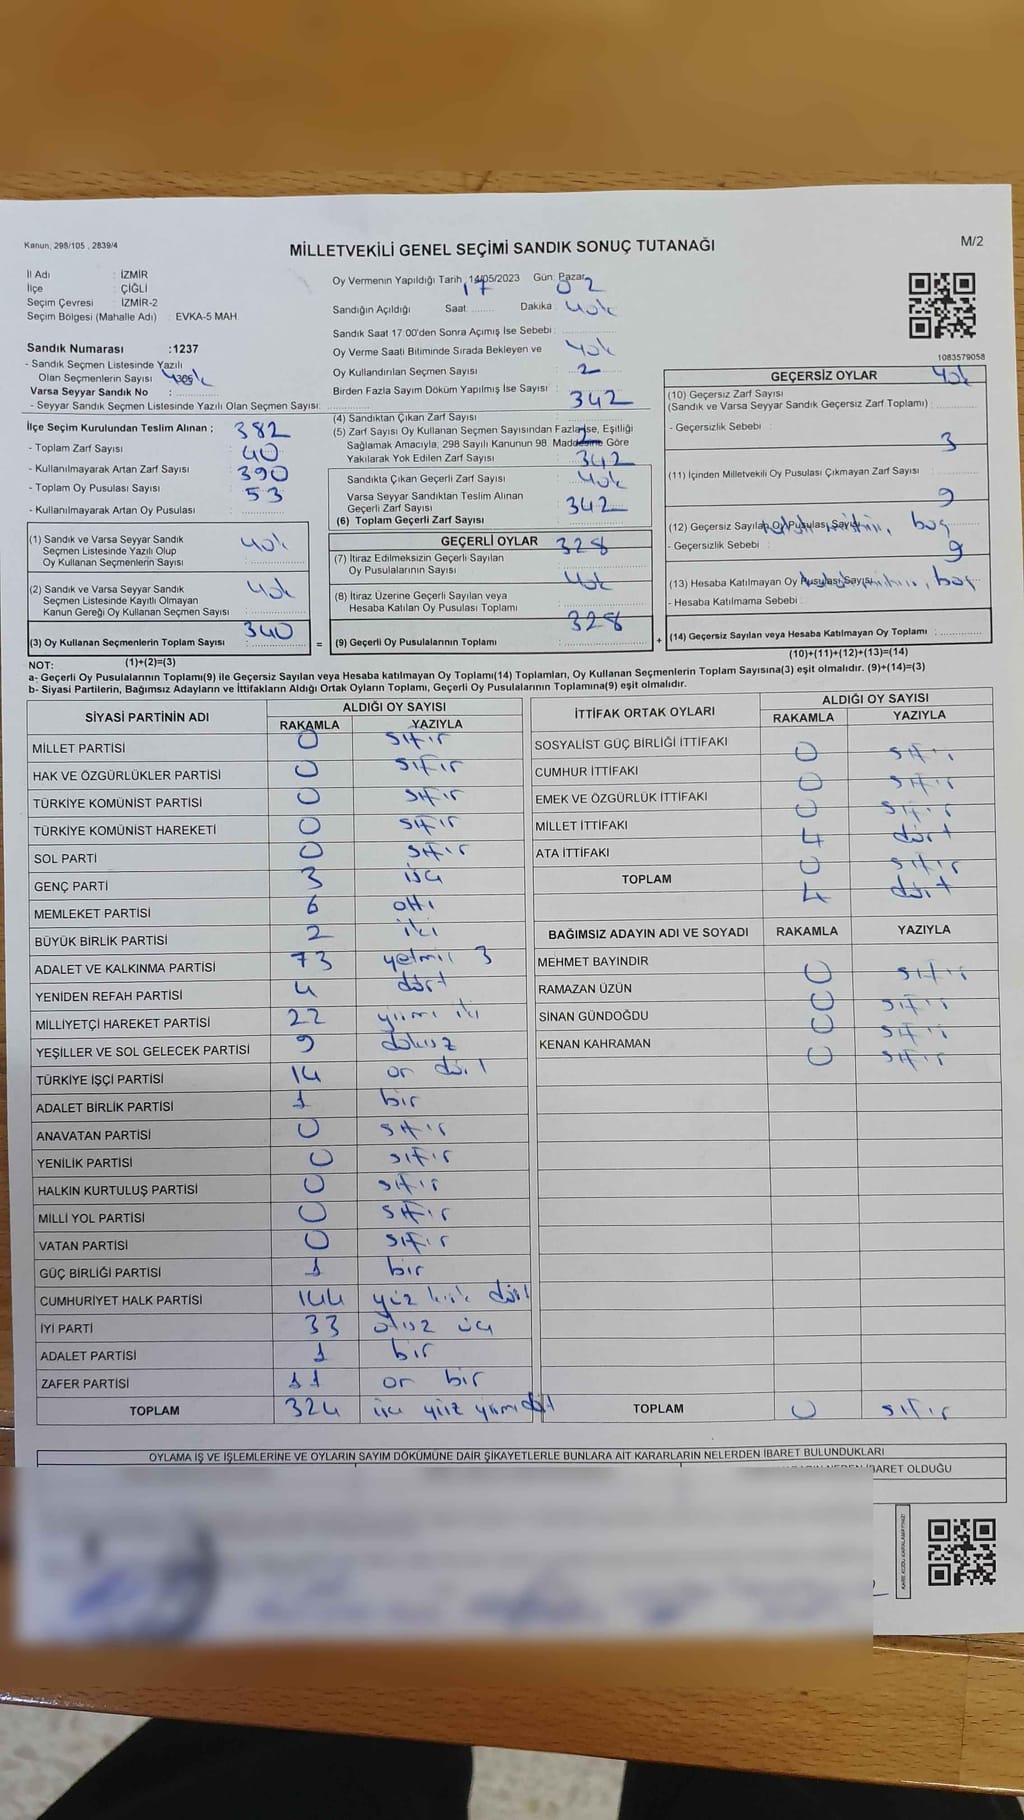 Kanun, 298/105 , 2839/4
MİLLETVEKİLİ GENEL SEÇİMİ SANDIK SONUÇ TUTANAĞI
M/2
İl Adı : İZMİR
İlçe : ÇİĞLİ
Seçim Çevresi : İZMİR-2
Seçim Bölgesi (Mahalle Adı) : EVKA-5 MAH.
Sandık Numarası :1237
- Sandık Seçmen Listesinde Yazılı
Olan Seçmenlerin Sayısı
Varsa Seyyar Sandık No : yok
- Seyyar Sandık Seçmen Listesinde Yazılı Olan Seçmen Sayısı:
İlçe Seçim Kurulundan Teslim Alınan ;
- Toplam Zarf Sayısı : 382
- Kullanılmayarak Artan Zarf Sayısı : 40
- Toplam Oy Pusulası Sayısı : 390
- Kullanılmayarak Artan Oy Pusulası : 53
Oy Vermenin Yapıldığı Tarih 14/05/2023 Gün: Pazar
Sandığın Açıldığı Saat 17 Dakika 02
Sandık Saat 17:00'den Sonra Açılmış İse Sebebi : yok
Oy Verme Saati Bitiminde Sırada Bekleyen ve
Oy Kullandırılan Seçmen Sayısı : yok
Birden Fazla Sayım Döküm Yapılmış İse Sayısı : 2
(4) Sandıktan Çıkan Zarf Sayısı : 342
(5) Zarf Sayısı Oy Kullanan Seçmen Sayısından Fazla İse, Eşitliği
Sağlamak Amacıyla, 298 Sayılı Kanunun 98. Maddesine Göre
Yakılarak Yok Edilen Zarf Sayısı : 2
Sandıkta Çıkan Geçerli Zarf Sayısı : 342
Varsa Seyyar Sandıktan Teslim Alınan
Geçerli Zarf Sayısı : yok
(6) Toplam Geçerli Zarf Sayısı : 342
1083579058
GEÇERSİZ OYLAR
(10) Geçersiz Zarf Sayısı
(Sandık ve Varsa Seyyar Sandık Geçersiz Zarf Toplamı) : yok
- Geçersizlik Sebebi :
(11) İçinden Milletvekili Oy Pusulası Çıkmayan Zarf Sayısı : 3
(12) Geçersiz Sayılan Oy Pusulası Sayısı : 9
- Geçersizlik Sebebi : boş
(13) Hesaba Katılmayan Oy Pusulası Sayısı : 9
- Hesaba Katılmama Sebebi : boş
(14) Geçersiz Sayılan veya Hesaba Katılmayan Oy Toplamı :
(10)+(11)+(12)+(13)=(14)
(1) Sandık ve Varsa Seyyar Sandık
Seçmen Listesinde Yazılı Olup
Oy Kullanan Seçmenlerin Sayısı : yok
(2) Sandık ve Varsa Seyyar Sandık
Seçmen Listesinde Kayıtlı Olmayan
Kanun Gereği Oy Kullanan Seçmen Sayısı : yok
(3) Oy Kullanan Seçmenlerin Toplam Sayısı : 340
(1)+(2)=(3)
=
GEÇERLİ OYLAR
(7) İtiraz Edilmeksizin Geçerli Sayılan
Oy Pusulalarının Sayısı : 328
(8) İtiraz Üzerine Geçerli Sayılan veya
Hesaba Katılan Oy Pusulası Toplamı : yok
(9) Geçerli Oy Pusulalarının Toplamı : 328
+
NOT:
a- Geçerli Oy Pusulalarının Toplamı(9) ile Geçersiz Sayılan veya Hesaba katılmayan Oy Toplamı(14) Toplamları, Oy Kullanan Seçmenlerin Toplam Sayısına(3) eşit olmalıdır. (9)+(14)=(3)
b- Siyasi Partilerin, Bağımsız Adayların ve İttifakların Aldığı Ortak Oyların Toplamı, Geçerli Oy Pusulalarının Toplamına(9) eşit olmalıdır.
SİYASİ PARTİNİN ADI ALDIĞI OY SAYISI
RAKAMLA YAZIYLA
MİLLET PARTİSİ 0 sıfır
HAK VE ÖZGÜRLÜKLER PARTİSİ 0 sıfır
TÜRKİYE KOMÜNİST PARTİSİ 0 sıfır
TÜRKİYE KOMÜNİST HAREKETİ 0 sıfır
SOL PARTİ 0 sıfır
GENÇ PARTİ 3 üç
MEMLEKET PARTİSİ 6 altı
BÜYÜK BİRLİK PARTİSİ 2 iki
ADALET VE KALKINMA PARTİSİ 73 yetmiş 3
YENİDEN REFAH PARTİSİ 4 dört
MİLLİYETÇİ HAREKET PARTİSİ 22 yirmi iki
YEŞİLLER VE SOL GELECEK PARTİSİ 9 dokuz
TÜRKİYE İŞÇİ PARTİSİ 14 on dört
ADALET BİRLİK PARTİSİ 1 bir
ANAVATAN PARTİSİ 0 sıfır
YENİLİK PARTİSİ 0 sıfır
HALKIN KURTULUŞ PARTİSİ 0 sıfır
MİLLİ YOL PARTİSİ 0 sıfır
VATAN PARTİSİ 0 sıfır
GÜÇ BİRLİĞİ PARTİSİ 1 bir
CUMHURİYET HALK PARTİSİ 144 yüz kırk dört
İYİ PARTİ 33 otuz üç
ADALET PARTİSİ 1 bir
ZAFER PARTİSİ 11 on bir
TOPLAM 324 üç yüz yirmi dört
İTTİFAK ORTAK OYLARI ALDIĞI OY SAYISI
RAKAMLA YAZIYLA
SOSYALİST GÜÇ BİRLİĞİ İTTİFAKI 0 sıfır
CUMHUR İTTİFAKI 0 sıfır
EMEK VE ÖZGÜRLÜK İTTİFAKI 0 sıfır
MİLLET İTTİFAKI 4 dört
ATA İTTİFAKI 0 sıfır
TOPLAM 4 dört
BAĞIMSIZ ADAYIN ADI VE SOYADI RAKAMLA YAZIYLA
MEHMET BAYINDIR 0 sıfır
RAMAZAN ÜZÜN 0 sıfır
SİNAN GÜNDOĞDU 0 sıfır
KENAN KAHRAMAN 0 sıfır
TOPLAM 0 sıfır
OYLAMA İŞ VE İŞLEMLERİNE VE OYLARIN SAYIM DÖKÜMÜNE DAİR ŞİKAYETLERLE BUNLARA AİT KARARLARIN NELERDEN İBARET BULUNDUKLARI
İBARET OLDUĞU
KARE KODU KARALAMAYINIZ!